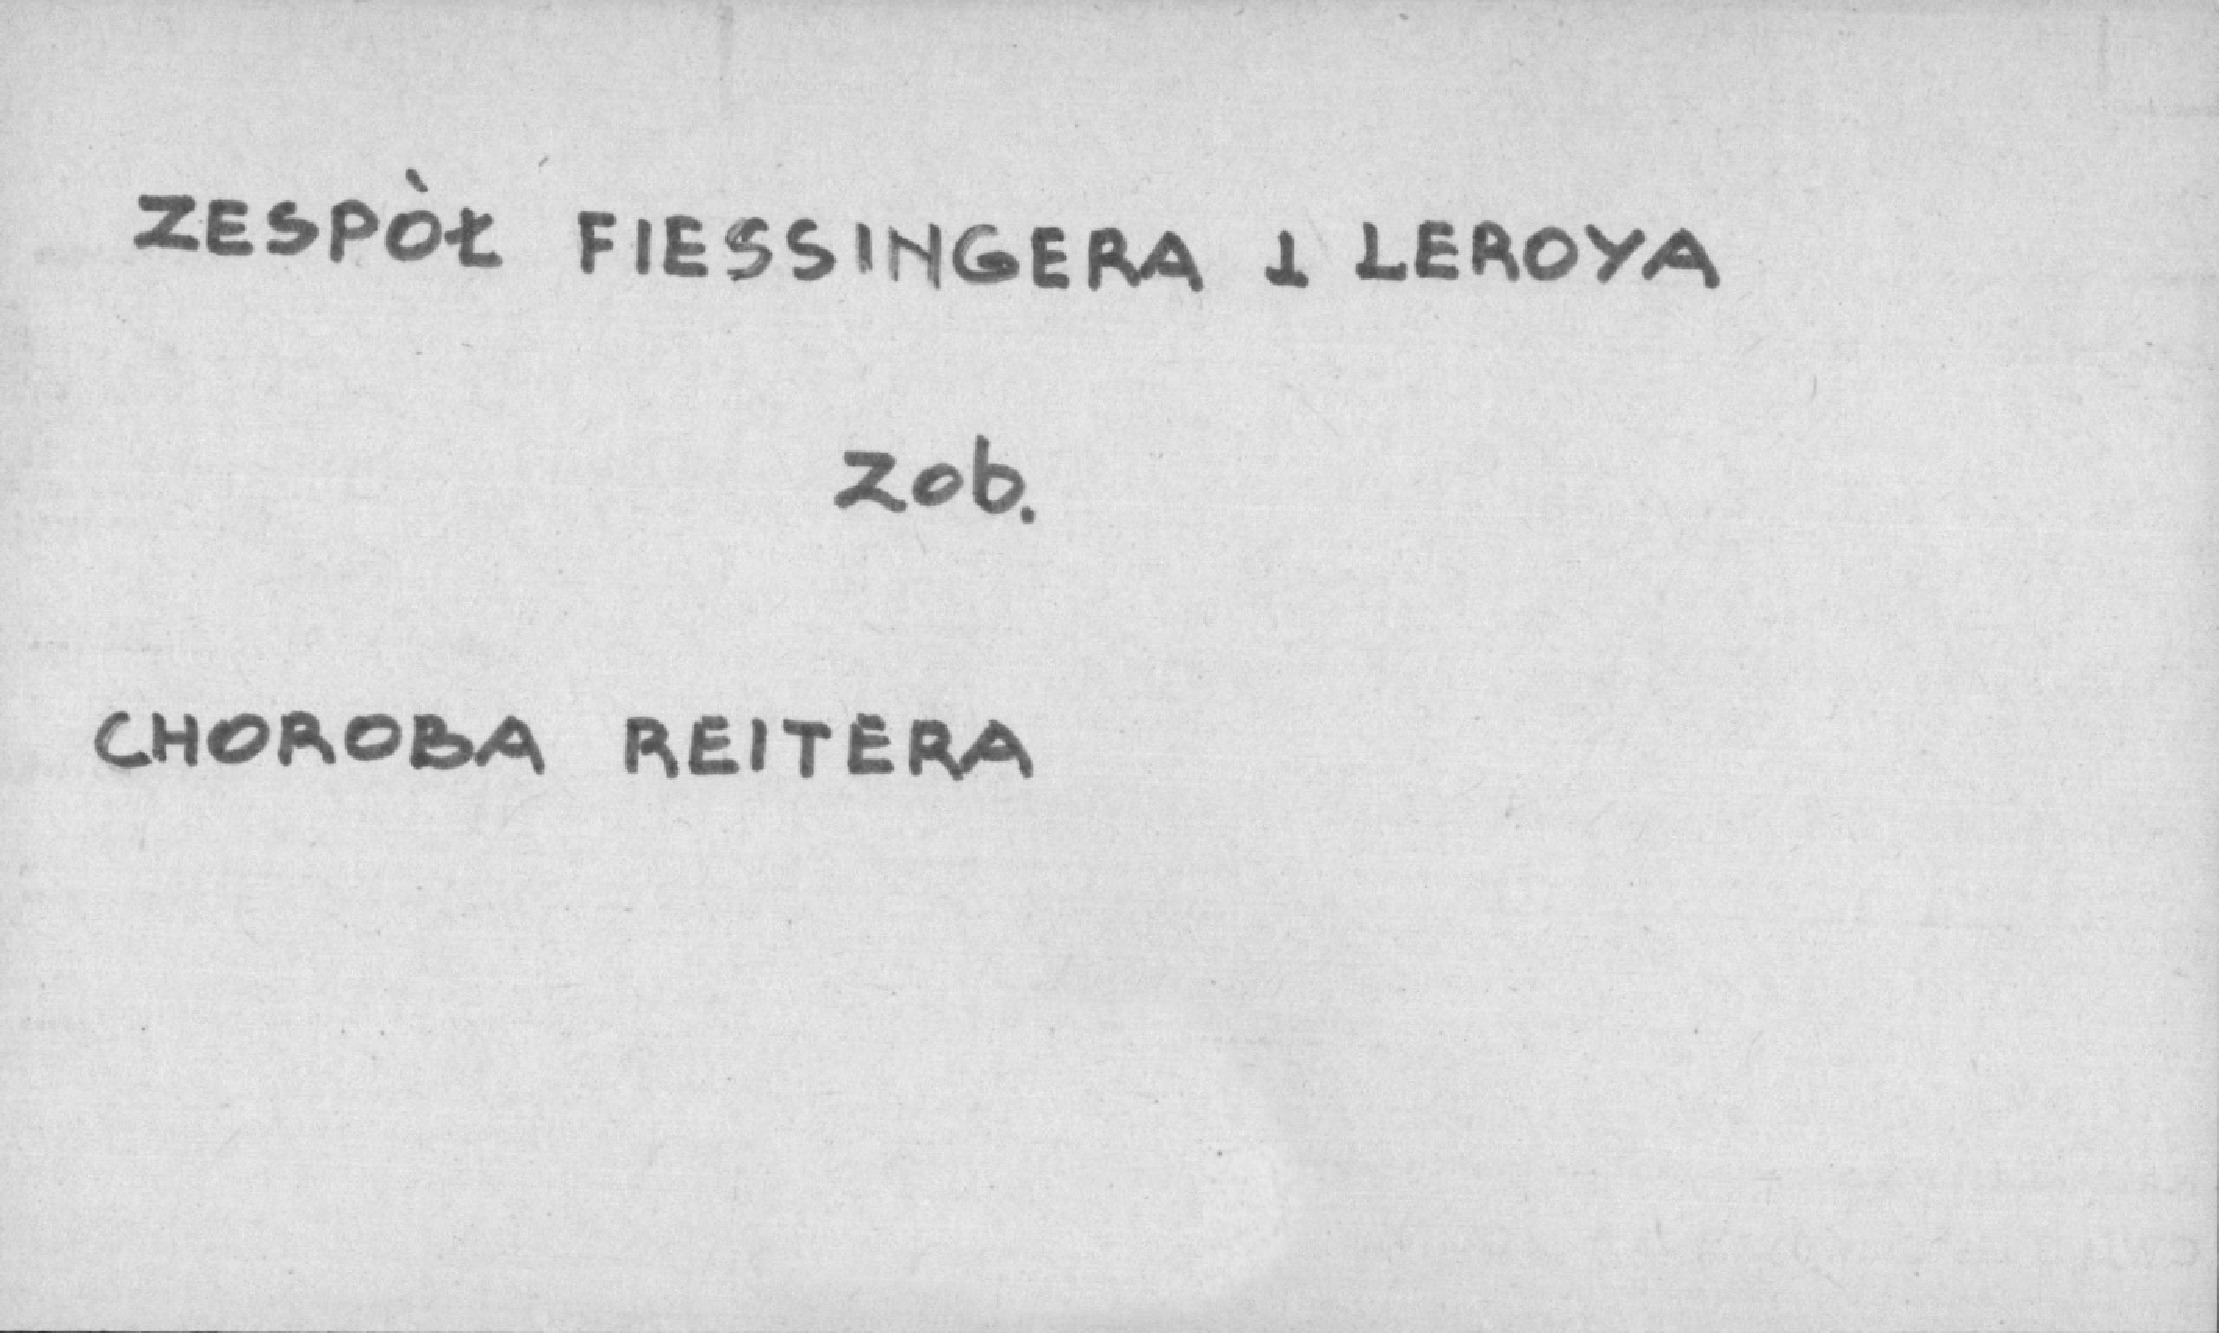 ZESPÒŁ FIESSINGERA I LEROYA
Zob.
CHOROBA REITERA